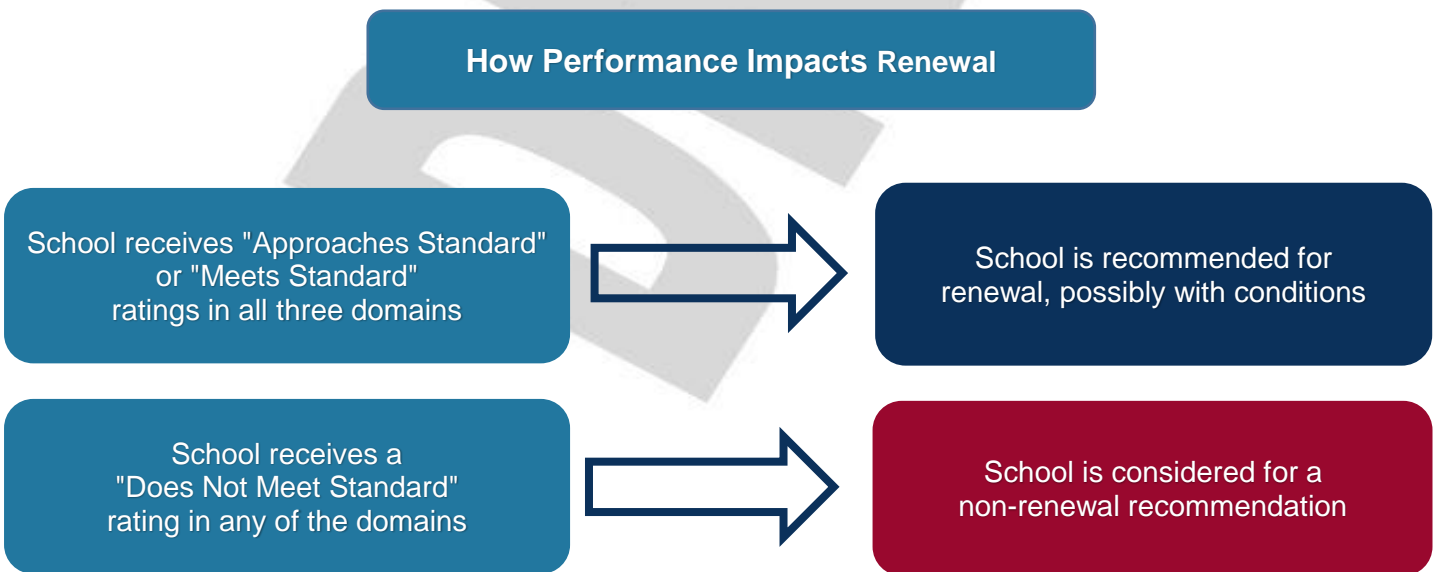 How Performance Impacts Renewal
School receives "Approaches Standard"
or "Meets Standard"
ratings in all three domains
School is recommended for
renewal, possibly with conditions
School receives a
"Does Not Meet Standard"
rating in any of the domains
School is considered for a
non-renewal recommendation